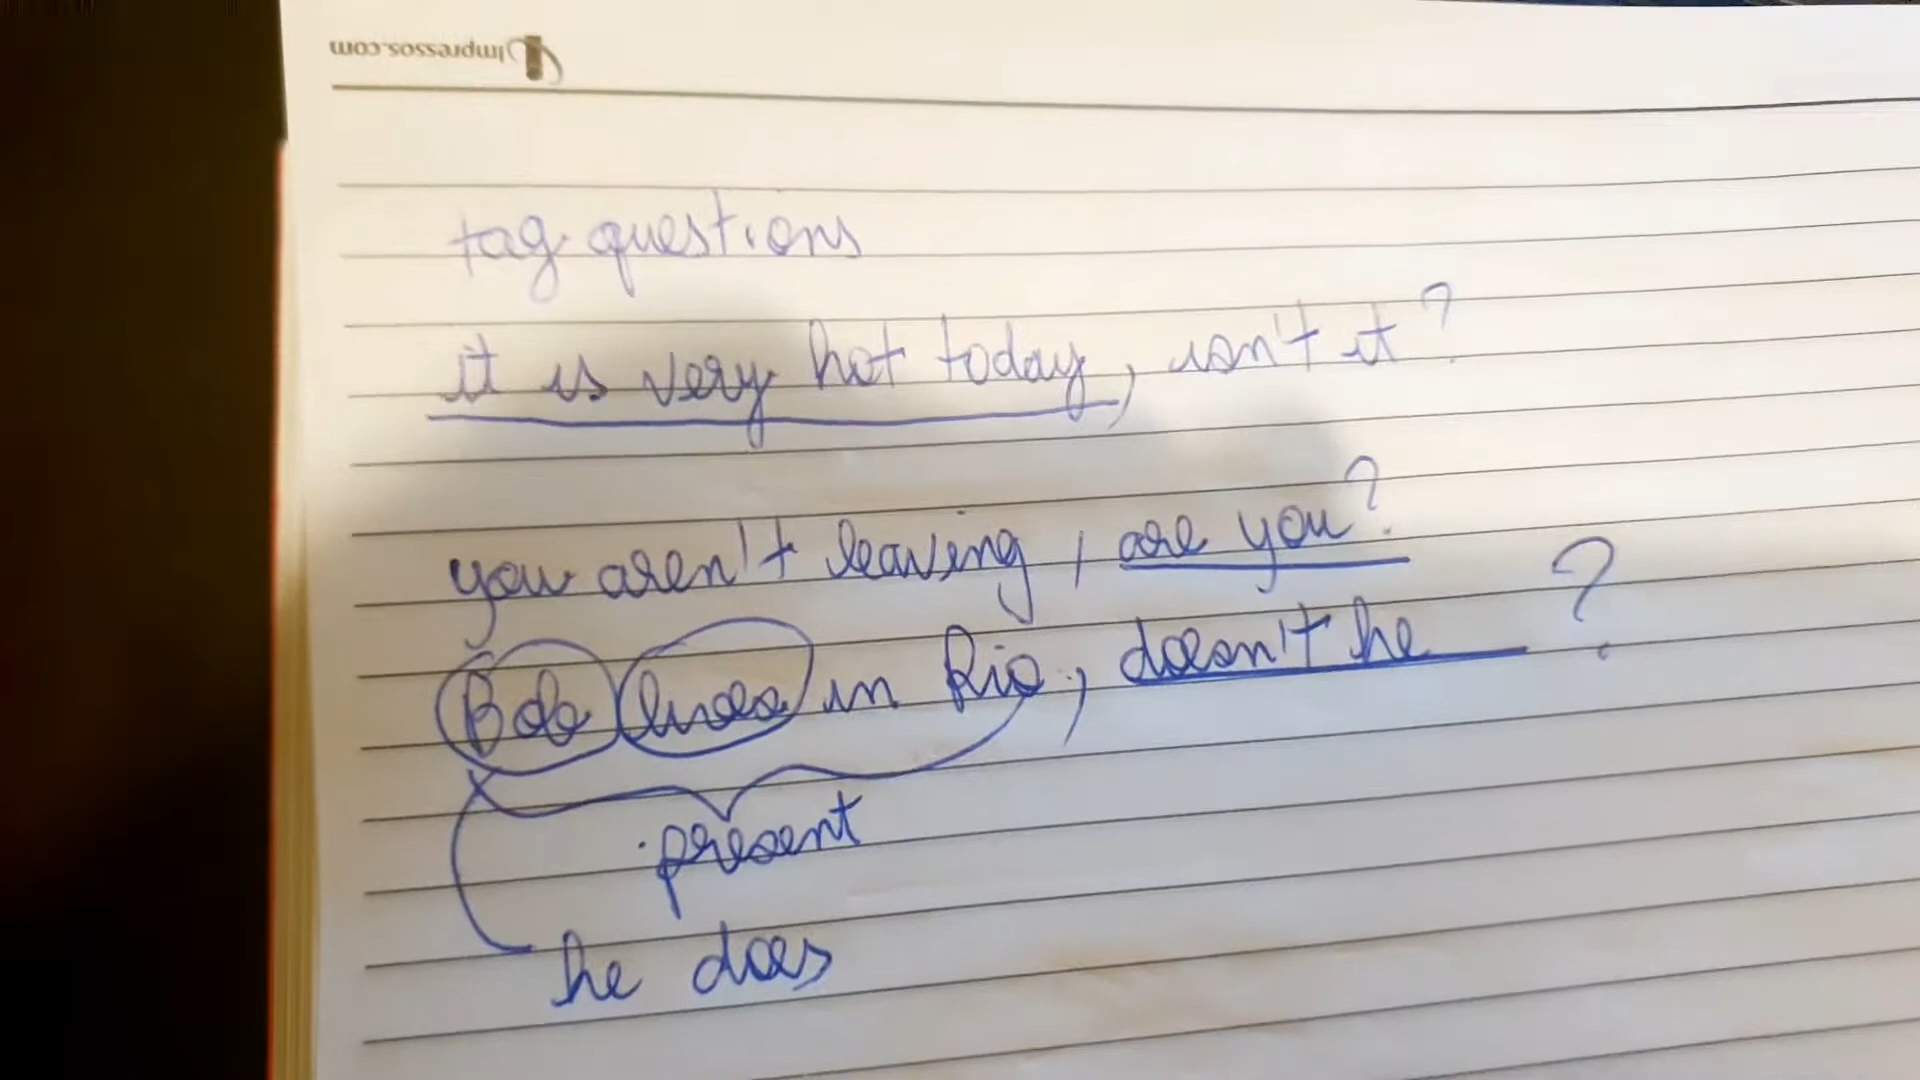 Impressos.com
tag questions
it is very hot today, isn't it?
you aren't leaving, are you?
Bob lives in Rio, doesn't he ?
present
he does